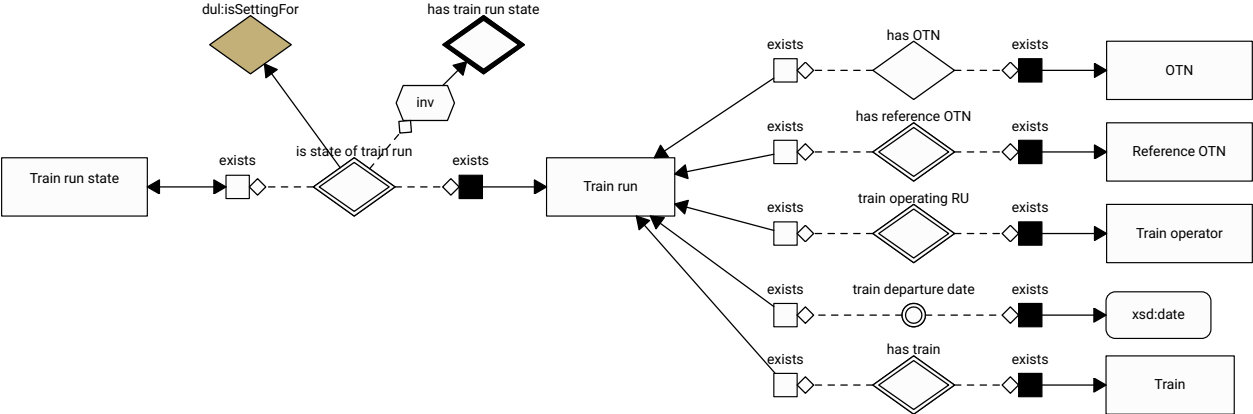 dul:isSettingFor
has train run state
inv
is state of train run
Train run state
exists
exists
Train run
exists
has OTN
exists
OTN
exists
has reference OTN
exists
Reference OTN
exists
train operating RU
exists
Train operator
exists
train departure date
exists
xsd:date
exists
has train
exists
Train